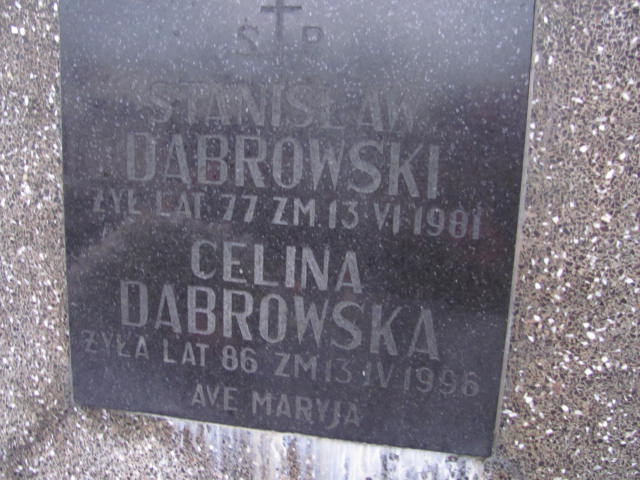 Ś P
STANISŁAW
DĄBROWSKI
ŻYŁ LAT 77 ZM. 13 VI 1981
CELINA
DĄBROWSKA
ŻYŁA LAT 86 ZM 13 IV 1996
AVE MARYJA